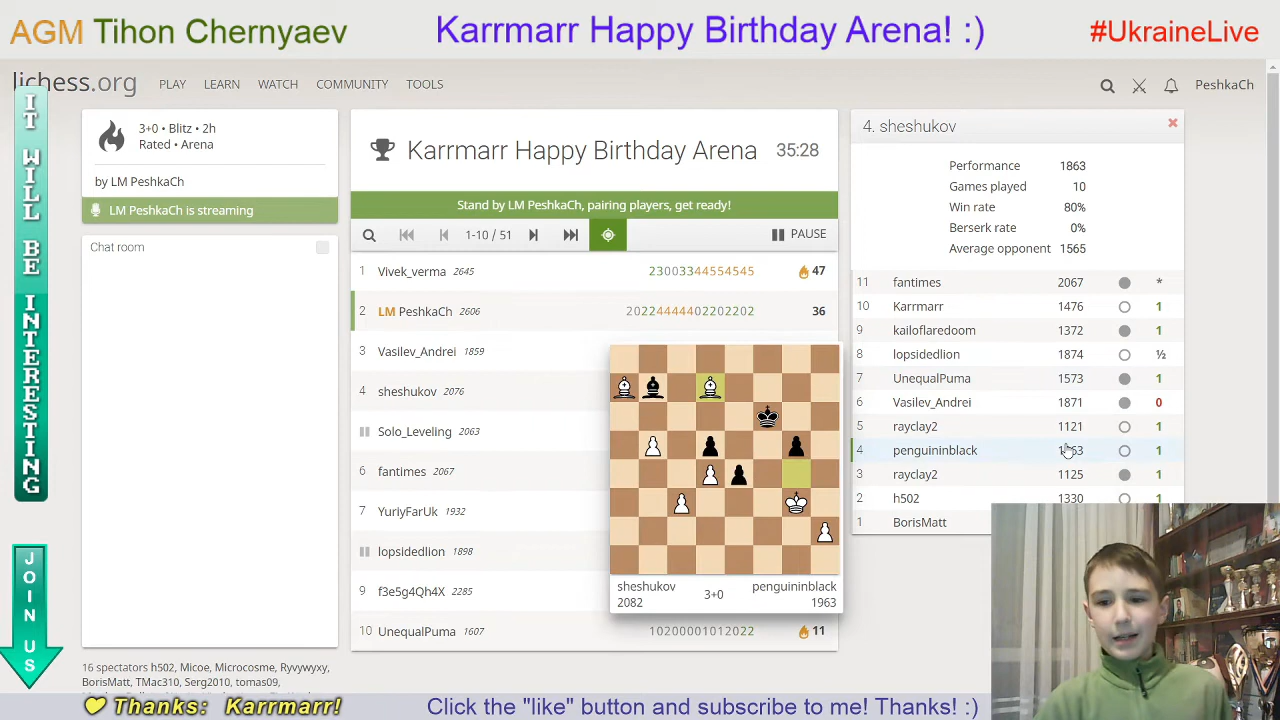 AGM Tihon Chernyaev
Karrmarr Happy Birthday Arena! :)
#UkraineLive
lichess.org
PLAY LEARN WATCH COMMUNITY TOOLS
PeshkaCh
IT WILL BE INTERESTING
JOIN US
3+0 • Blitz • 2h
Rated • Arena
by LM PeshkaCh
LM PeshkaCh is streaming
Chat room
16 spectators h502, Micoe, Microcosme, Ryvywyxy,
BorisMatt, TMac310, Serg2010, tomas09,
Karrmarr Happy Birthday Arena 35:28
Stand by LM PeshkaCh, pairing players, get ready!
1-10 / 51 PAUSE
1 Vivek_verma 2645 23003344554545 47
2 LM PeshkaCh 2606 20224444402202202 36
3 Vasilev_Andrei 1859
4 sheshukov 2076
Solo_Leveling 2063
6 fantimes 2067
7 YuriyFarUk 1932
lopsidedlion 1898
9 f3e5g4Qh4X 2285
10 UnequalPuma 1607 10200001012022 11
sheshukov penguininblack
2082 3+0 1963
4. sheshukov
Performance 1863
Games played 10
Win rate 80%
Berserk rate 0%
Average opponent 1565
11 fantimes 2067 *
10 Karrmarr 1476 1
9 kailoflaredoom 1372 1
8 lopsidedlion 1874 ½
7 UnequalPuma 1573 1
6 Vasilev_Andrei 1871 0
5 rayclay2 1121 1
4 penguininblack 1
3 rayclay2 1125 1
2 h502 1330 1
1 BorisMatt
Thanks: Karrmarr!
Click the "like" button and subscribe to me! Thanks! :)